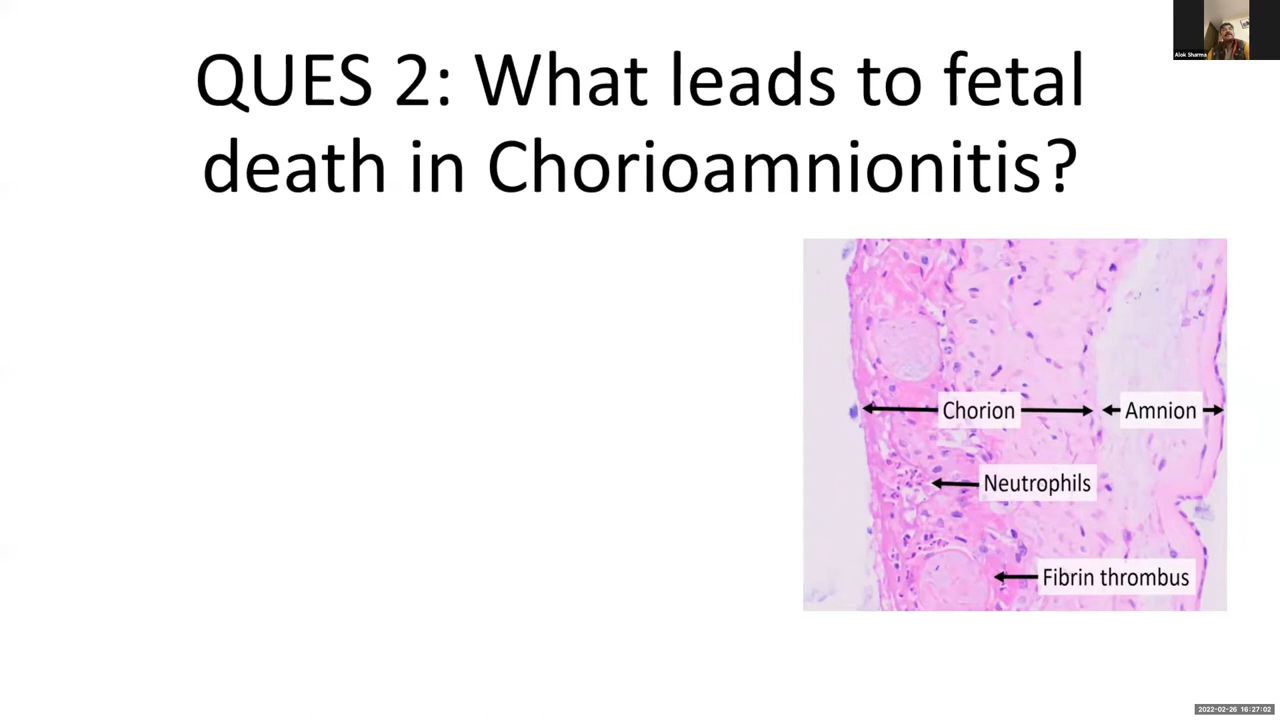 QUES 2: What leads to fetal
death in Chorioamnionitis?
Alok Sharma
Chorion
Amnion
Neutrophils
Fibrin thrombus
2022-02-26 16:27:02